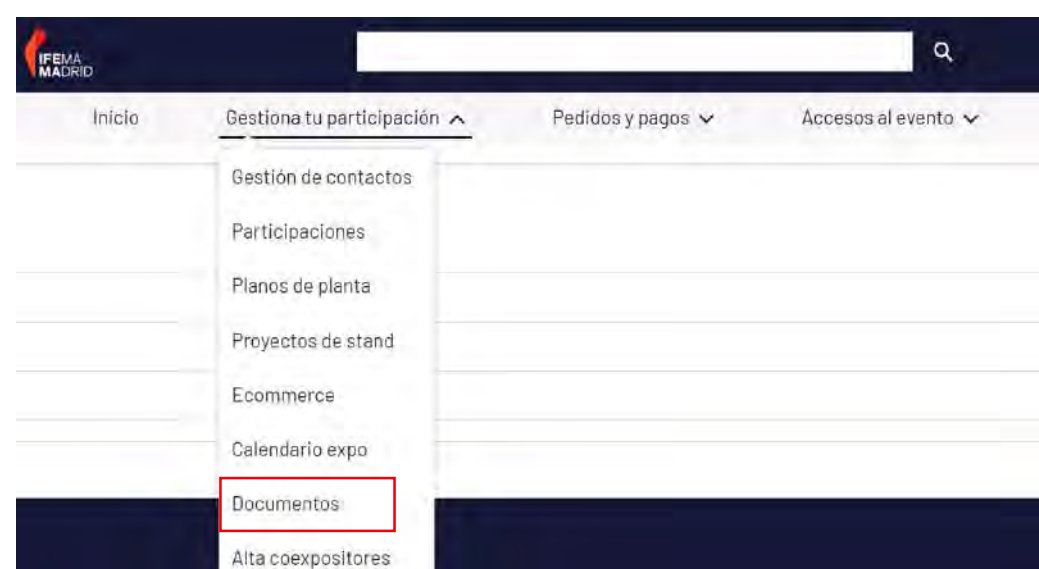 IFEMA
MADRID
Inicio Gestiona tu participación Pedidos y pagos Accesos al evento
Gestión de contactos
Participaciones
Planos de planta
Proyectos de stand
Ecommerce
Calendario expo
Documentos
Alta coexpositores